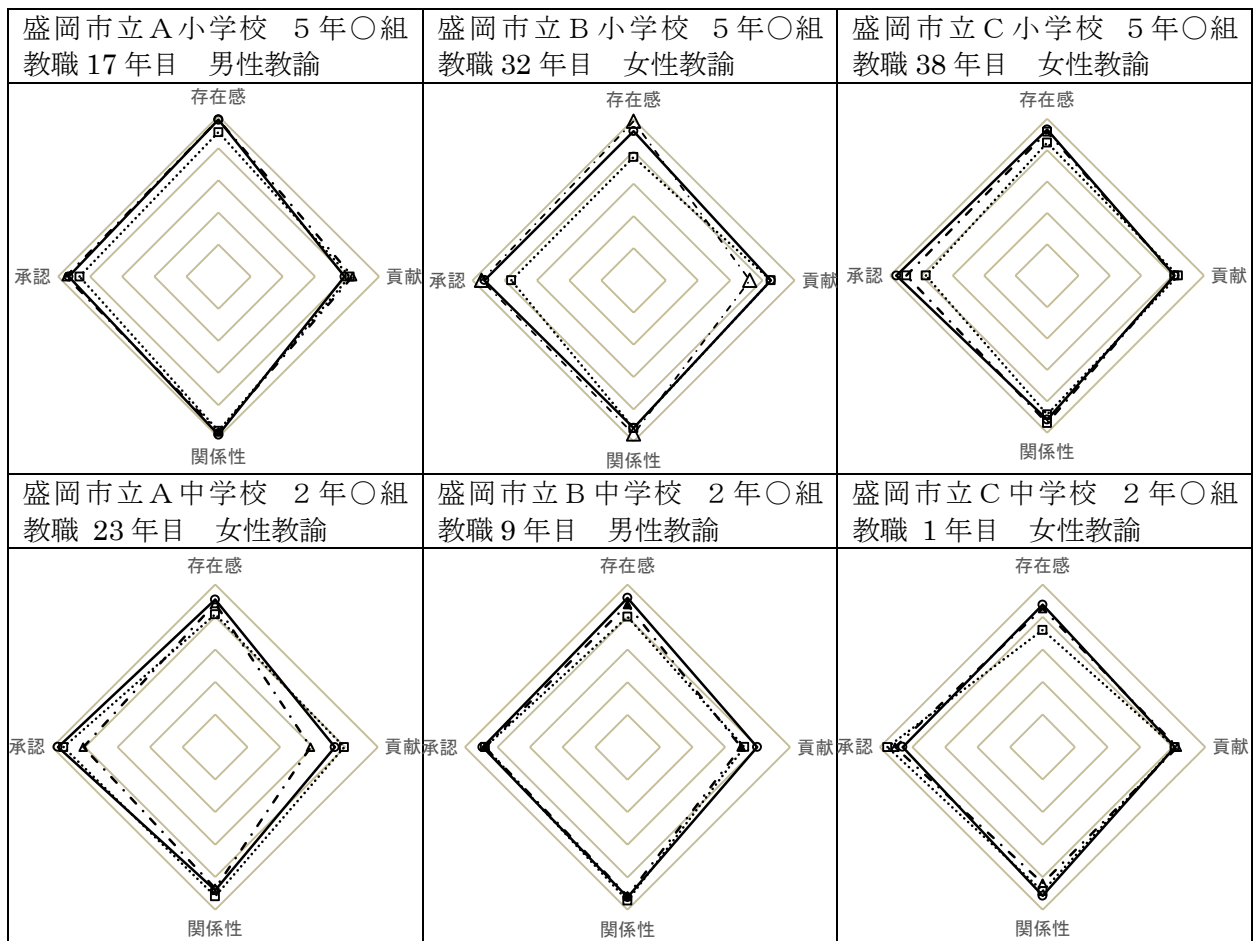 盛岡市立A小学校 5年○組
教職17年目 男性教諭
盛岡市立B小学校 5年○組
教職32年目 女性教諭
盛岡市立C小学校 5年○組
教職38年目 女性教諭
存在感
承認
貢献
関係性
存在感
承認
貢献
関係性
存在感
承認
貢献
関係性
盛岡市立A中学校 2年○組
教職 23年目 女性教諭
盛岡市立B中学校 2年○組
教職9年目 男性教諭
盛岡市立C中学校 2年○組
教職 1年目 女性教諭
存在感
承認
貢献
関係性
存在感
承認
貢献
関係性
存在感
承認
貢献
関係性